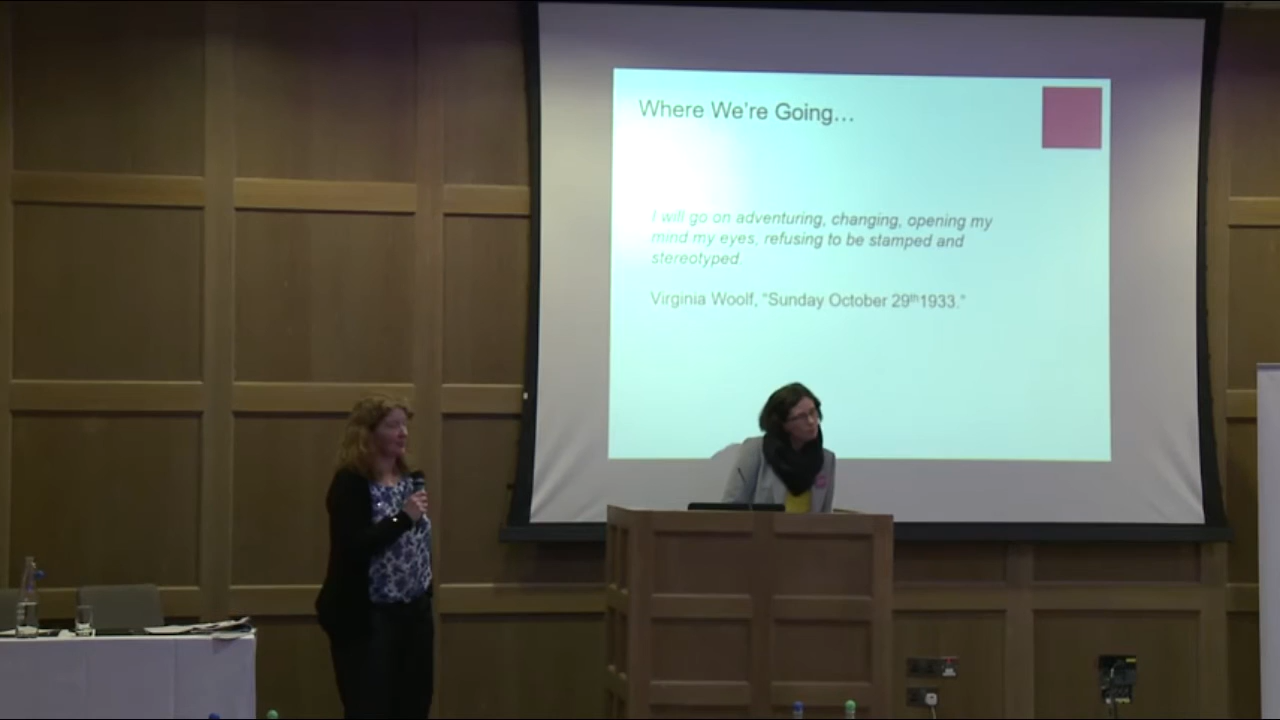 Where We're Going...
I will go on adventuring, changing, opening my
mind my eyes, refusing to be stamped and
stereotyped.
Virginia Woolf, "Sunday October 29th1933."